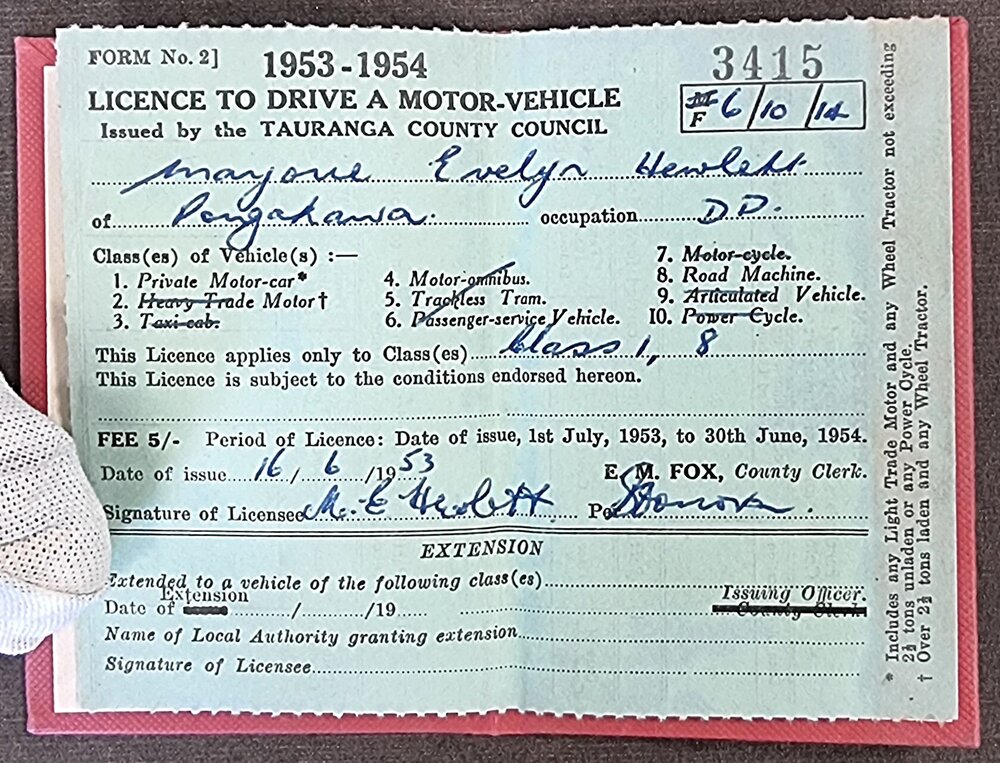 FORM No. 2]
1953-1954
3415
LICENCE TO DRIVE A MOTOR-VEHICLE
M F 6/10/14
Issued by the TAURANGA COUNTY COUNCIL
Marjorie Evelyn Hewlett
of Pongakawa. occupation D.D.
Class(es) of Vehicle(s) :—
1. Private Motor-car*
2. Heavy Trade Motor†
3. Taxi-cab.
4. Motor-omnibus.
5. Trackless Tram.
6. Passenger-service Vehicle.
7. Motor-cycle.
8. Road Machine.
9. Articulated Vehicle.
10. Power Cycle.
This Licence applies only to Class(es) Class 1, 8
This Licence is subject to the conditions endorsed hereon.
FEE 5/- Period of Licence: Date of issue, 1st July, 1953, to 30th June, 1954.
Date of issue 16/6/1953 E. M. FOX, County Clerk.
Signature of Licensee M. E Hewlett Per
EXTENSION
Extended to a vehicle of the following class(es)
Extension
Issuing Officer.
Date of / /19 County Clerk
Name of Local Authority granting extension
Signature of Licensee
* Includes any Light Trade Motor and any Wheel Tractor not exceeding
2½ tons unladen or any Power Cycle.
† Over 2½ tons laden and any Wheel Tractor.